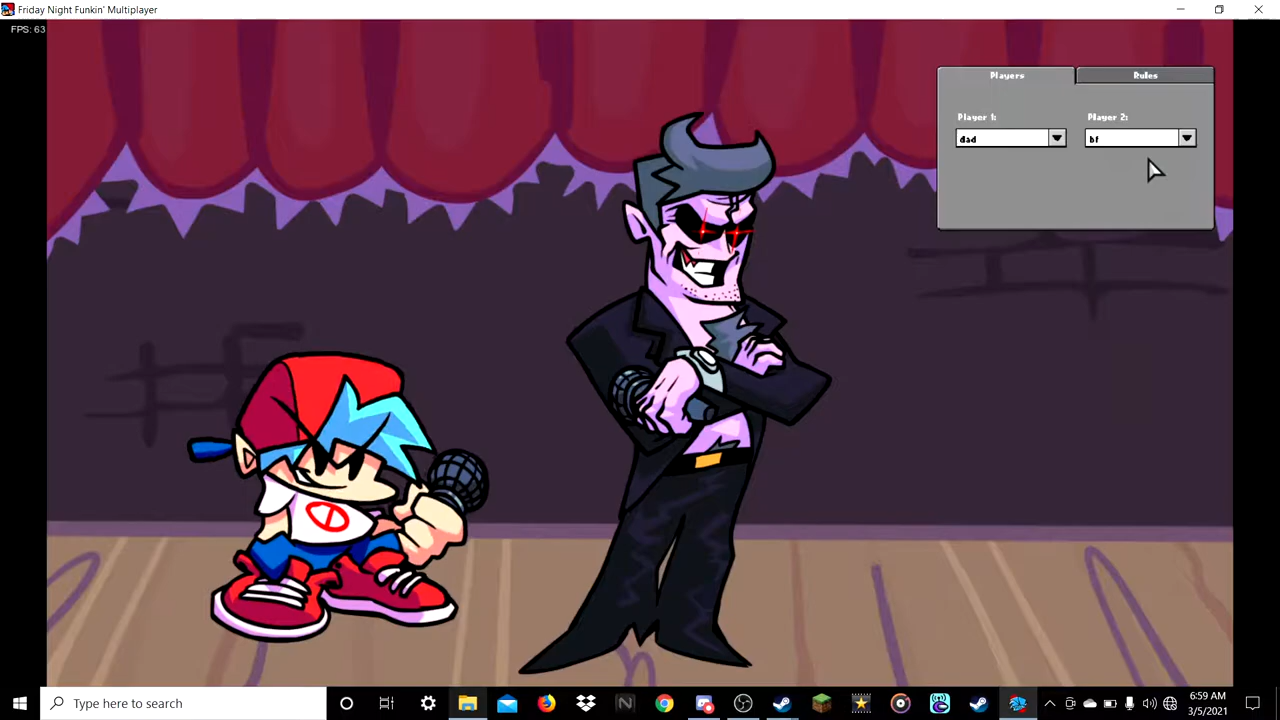 Friday Night Funkin' Multiplayer
FPS: 63
Players
Rules
Player 1:
Player 2:
dad
bf
Type here to search
6:59 AM
3/5/2021